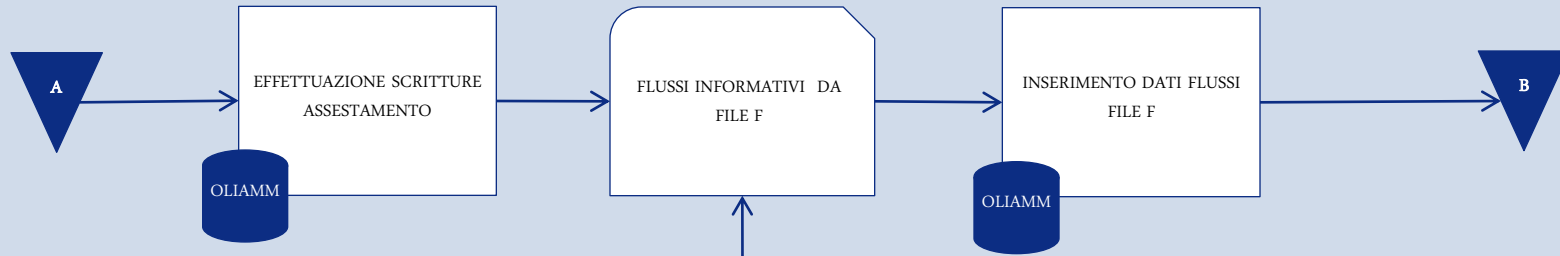 A
EFFETTUAZIONE SCRITTURE
ASSESTAMENTO
OLIAMM
FLUSSI INFORMATIVI DA
FILE F
INSERIMENTO DATI FLUSSI
FILE F
OLIAMM
B